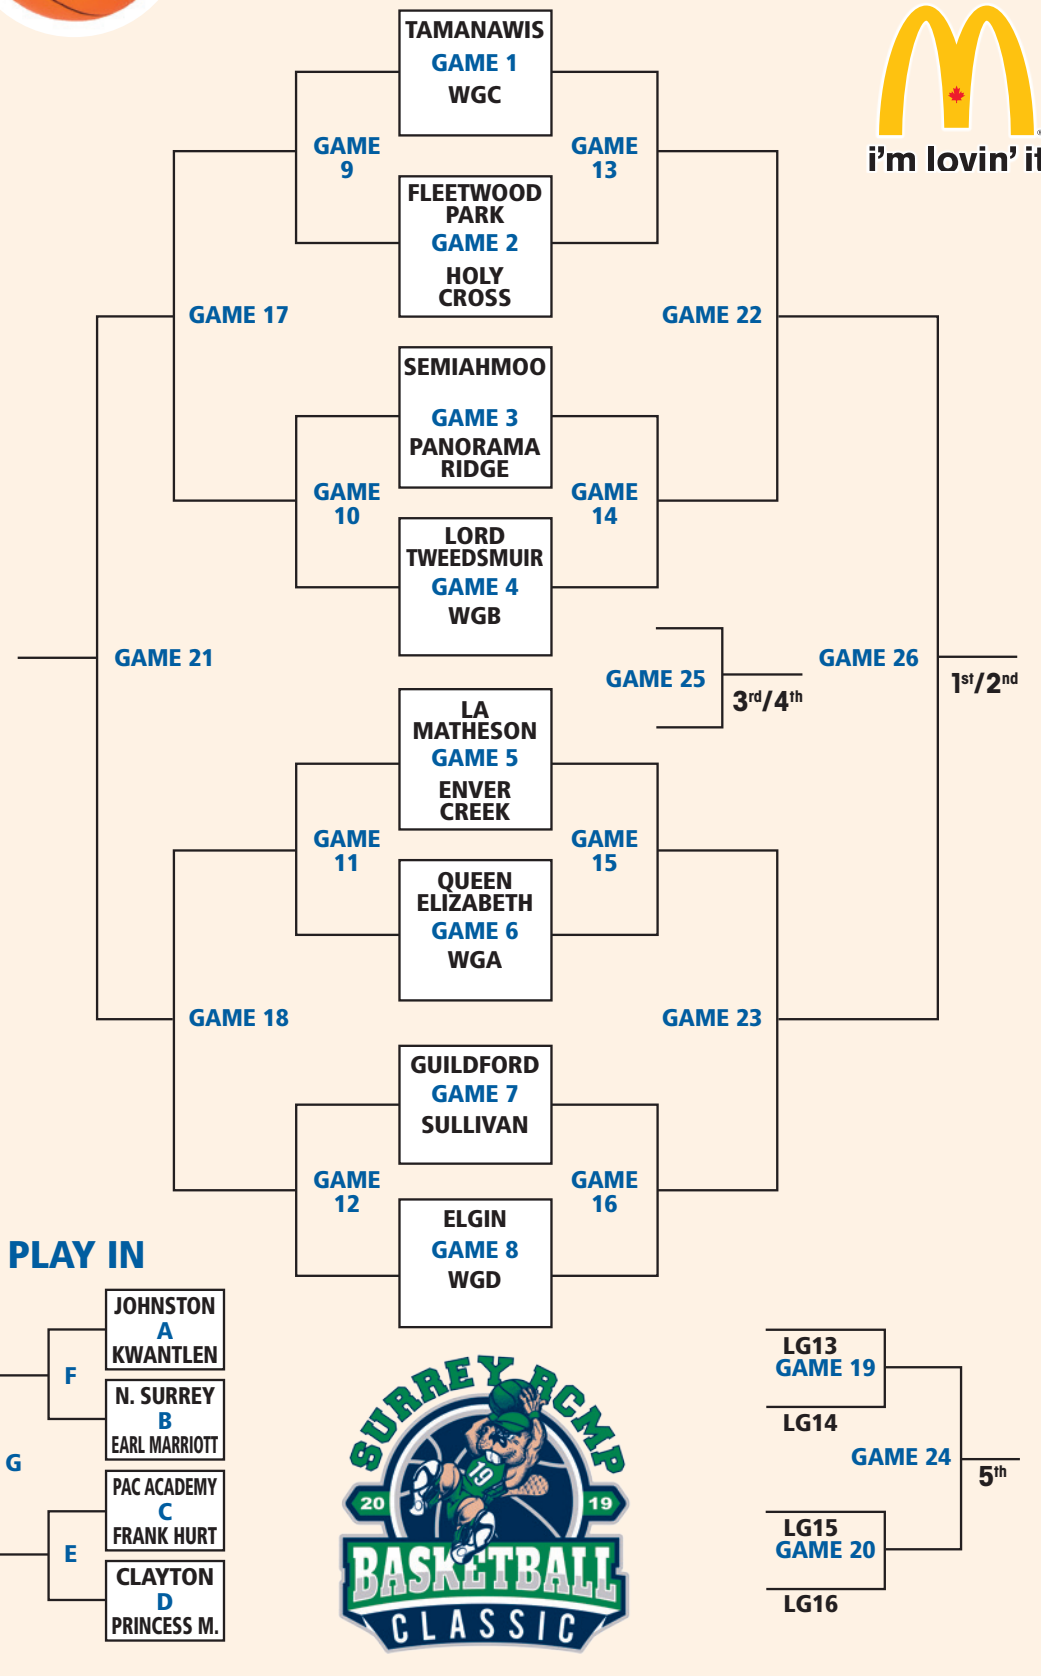 TAMANAWIS
GAME 1
WGC
i'm lovin' it
GAME
9
GAME
13
FLEETWOOD
PARK
GAME 2
HOLY
CROSS
GAME 17
GAME 22
SEMIAHMOO
GAME 3
PANORAMA
RIDGE
GAME
10
GAME
14
LORD
TWEEDSMUIR
GAME 4
WGB
GAME 21
GAME 25
3rd/4th
GAME 26
1st/2nd
LA
MATHESON
GAME 5
ENVER
CREEK
GAME
11
GAME
15
QUEEN
ELIZABETH
GAME 6
WGA
GAME 18
GAME 23
GUILDFORD
GAME 7
SULLIVAN
GAME
12
GAME
16
ELGIN
GAME 8
WGD
PLAY IN
JOHNSTON
A
KWANTLEN
F
N. SURREY
B
EARL MARRIOTT
G
PAC ACADEMY
C
FRANK HURT
E
CLAYTON
D
PRINCESS M.
SURREY RCMP
19
20 19
BASKETBALL
CLASSIC
LG13
GAME 19
LG14
GAME 24
5th
LG15
GAME 20
LG16